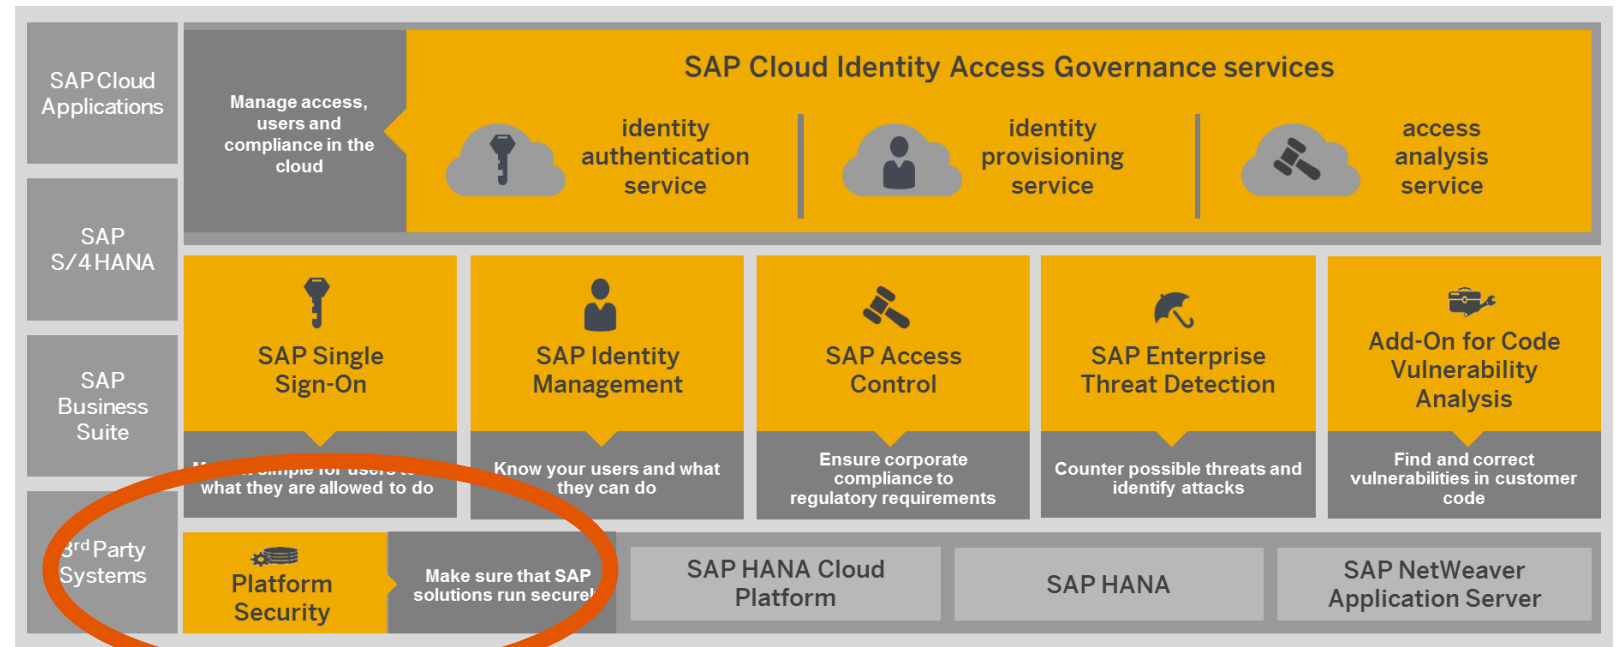 SAP Cloud
Applications
SAP
S/4HANA
SAP
Business
Suite
3rd Party
Systems
Manage access,
users and
compliance in the
cloud
SAP Cloud Identity Access Governance services
identity
authentication
service
identity
provisioning
service
access
analysis
service
SAP Single
Sign-On
simple for users
what they are allowed to do
SAP Identity
Management
Know your users and what
they can do
SAP Access
Control
Ensure corporate
compliance to
regulatory requirements
SAP Enterprise
Threat Detection
Counter possible threats and
identify attacks
Add-On for Code
Vulnerability
Analysis
Find and correct
vulnerabilities in customer
code
Platform
Security
Make sure that SAP
solutions run securely
SAP HANA Cloud
Platform
SAP HANA
SAP NetWeaver
Application Server